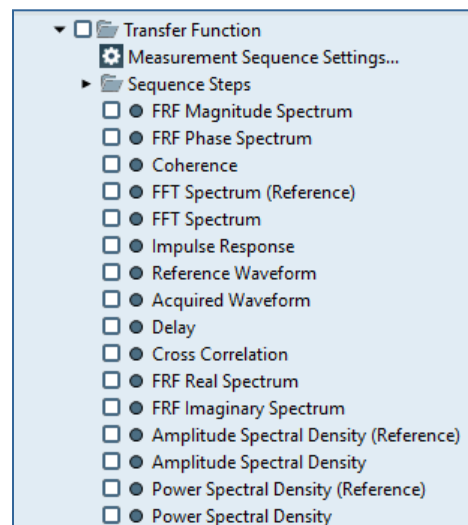 Transfer Function
Measurement Sequence Settings...
Sequence Steps
FRF Magnitude Spectrum
FRF Phase Spectrum
Coherence
FFT Spectrum (Reference)
FFT Spectrum
Impulse Response
Reference Waveform
Acquired Waveform
Delay
Cross Correlation
FRF Real Spectrum
FRF Imaginary Spectrum
Amplitude Spectral Density (Reference)
Amplitude Spectral Density
Power Spectral Density (Reference)
Power Spectral Density